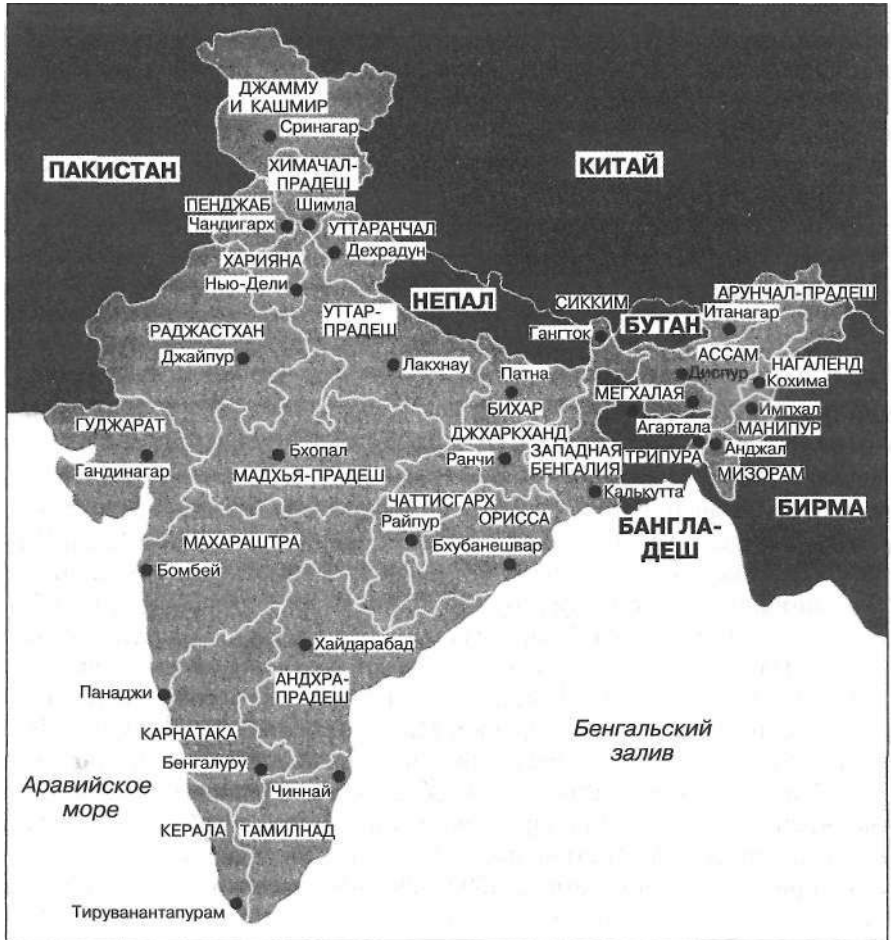 ДЖАММУ
И КАШМИР
Сринагар
ПАКИСТАН
КИТАЙ
ХИМАЧАЛ-
ПРАДЕШ
ПЕНДЖАБ
Шимла
Чандигарх
УТТАРАНЧАЛ
Дехрадун
ХАРИЯНА
Нью-Дели
НЕПАЛ
СИККИМ
АРУНЧАЛ-ПРАДЕШ
Итанагар
УТТАР-
ПРАДЕШ
БУТАН
Гангток
РАДЖАСТХАН
Джайпур
Лакхнау
Патна
АССАМ
Диспур
НАГАЛЕНД
Кохима
БИХАР
МЕГХАЛАЯ
Импхал
ГУДЖАРАТ
Агартала
МАНИПУР
ДЖХАРКХАНД
Бхопал
Ранчи
ЗАПАДНАЯ
БЕНГАЛИЯ
ТРИПУРА
Анджал
Гандинагар
МАДХЬЯ-ПРАДЕШ
МИЗОРАМ
Калькутта
ЧАТТИСГАРХ
Райпур
ОРИССА
БИРМА
БАНГЛА-
ДЕШ
МАХАРАШТРА
Бхубанешвар
Бомбей
Хайдарабад
АНДХРА-
ПРАДЕШ
Панаджи
КАРНАТАКА
Бенгальский
залив
Бенгалуру
Аравийское
море
Чиннай
КЕРАЛА
ТАМИЛНАД
Тируванантапурам